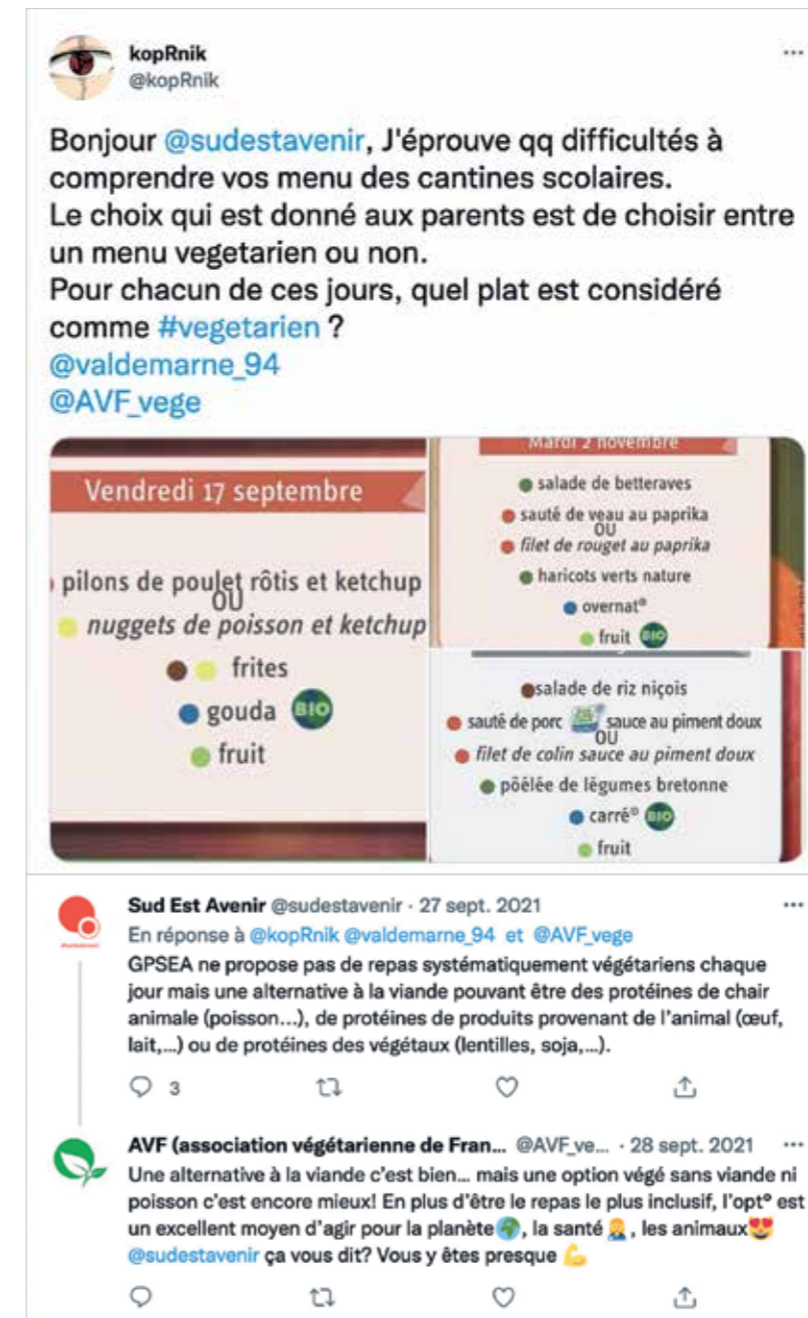 kopRnik
@kopRnik
Bonjour @sudestavenir, J'éprouve qq difficultés à
comprendre vos menu des cantines scolaires.
Le choix qui est donné aux parents est de choisir entre
un menu vegetarien ou non.
Pour chacun de ces jours, quel plat est considéré
comme #vegetarien ?
@valdemarne_94
@AVF_vege
Vendredi 17 septembre
pilons de poulet rôtis et ketchup
OU
nuggets de poisson et ketchup
frites
gouda BIO
fruit
Mardi 2 novembre
salade de betteraves
sauté de veau au paprika
OU
filet de rouget au paprika
haricots verts nature
overnat®
fruit BIO
salade de riz niçois
sauté de porc sauce au piment doux
OU
filet de colin sauce au piment doux
pôêlée de légumes bretonne
carré® BIO
fruit
Sud Est Avenir @sudestavenir · 27 sept. 2021
En réponse à @kopRnik @valdemarne_94 et @AVF_vege
GPSEA ne propose pas de repas systématiquement végétariens chaque
jour mais une alternative à la viande pouvant être des protéines de chair
animale (poisson...), de protéines de produits provenant de l'animal (œuf,
lait,...) ou de protéines des végétaux (lentilles, soja,...).
3
AVF (association végétarienne de Fran... @AVF_ve... · 28 sept. 2021
Une alternative à la viande c'est bien... mais une option végé sans viande ni
poisson c'est encore mieux! En plus d'être le repas le plus inclusif, l'opt° est
un excellent moyen d'agir pour la planète🌍, la santé 🤷, les animaux😻
@sudestavenir ça vous dit? Vous y êtes presque 💪